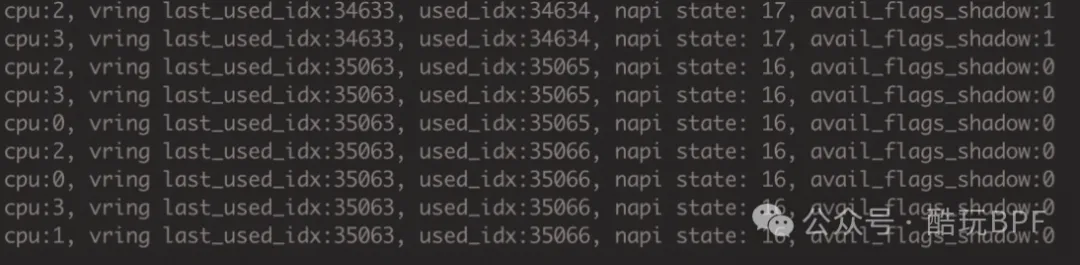 cpu:2, vring last_used_idx:34633, used_idx:34634, napi state: 17, avail_flags_shadow:1
cpu:3, vring last_used_idx:34633, used_idx:34634, napi state: 17, avail_flags_shadow:1
cpu:2, vring last_used_idx:35063, used_idx:35065, napi state: 16, avail_flags_shadow:0
cpu:3, vring last_used_idx:35063, used_idx:35065, napi state: 16, avail_flags_shadow:0
cpu:0, vring last_used_idx:35063, used_idx:35065, napi state: 16, avail_flags_shadow:0
cpu:2, vring last_used_idx:35063, used_idx:35066, napi state: 16, avail_flags_shadow:0
cpu:0, vring last_used_idx:35063, used_idx:35066, napi state: 16, avail_flags_shadow:0
cpu:3, vring last_used_idx:35063, used_idx:35066, napi state: 16, avail_flags_shadow:0
cpu:1, vring last_used_idx:35063, used_idx:35066, napi state: 16, avail_flags_shadow:0
公众号 · 酷玩BPF